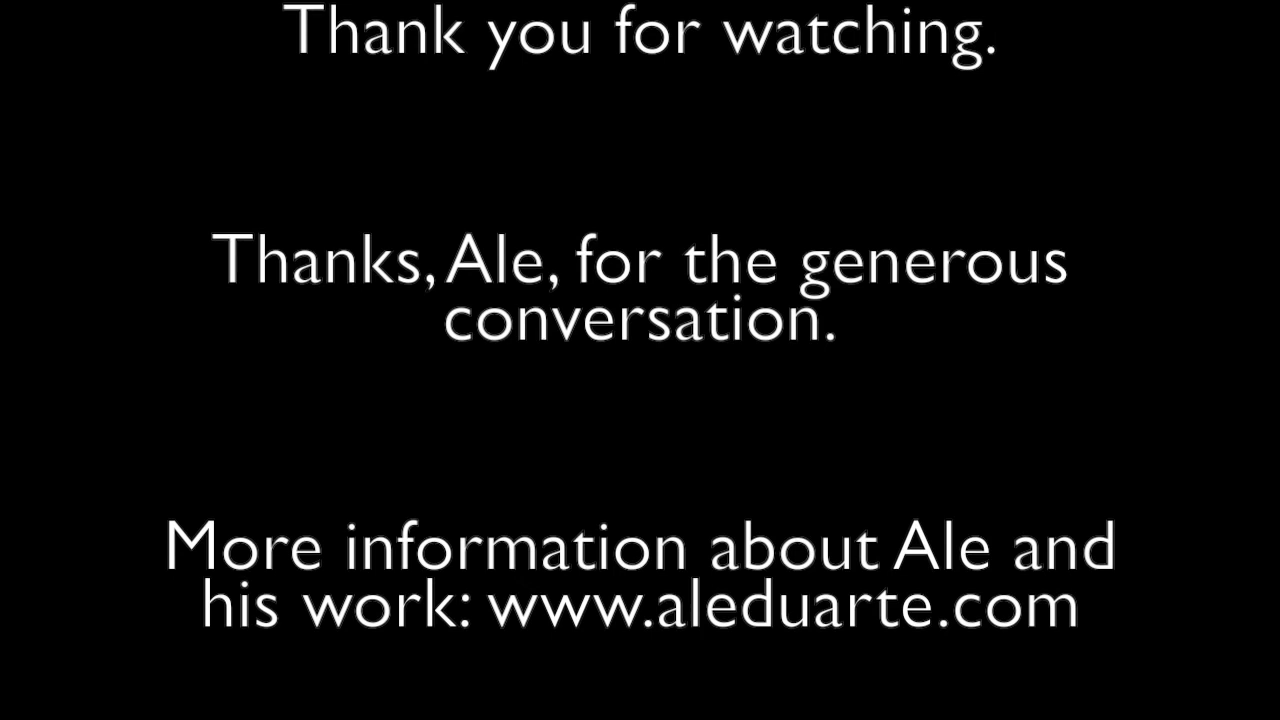 Thank you for watching.
Thanks, Ale, for the generous
conversation.
More information about Ale and
his work: www.aleduarte.com